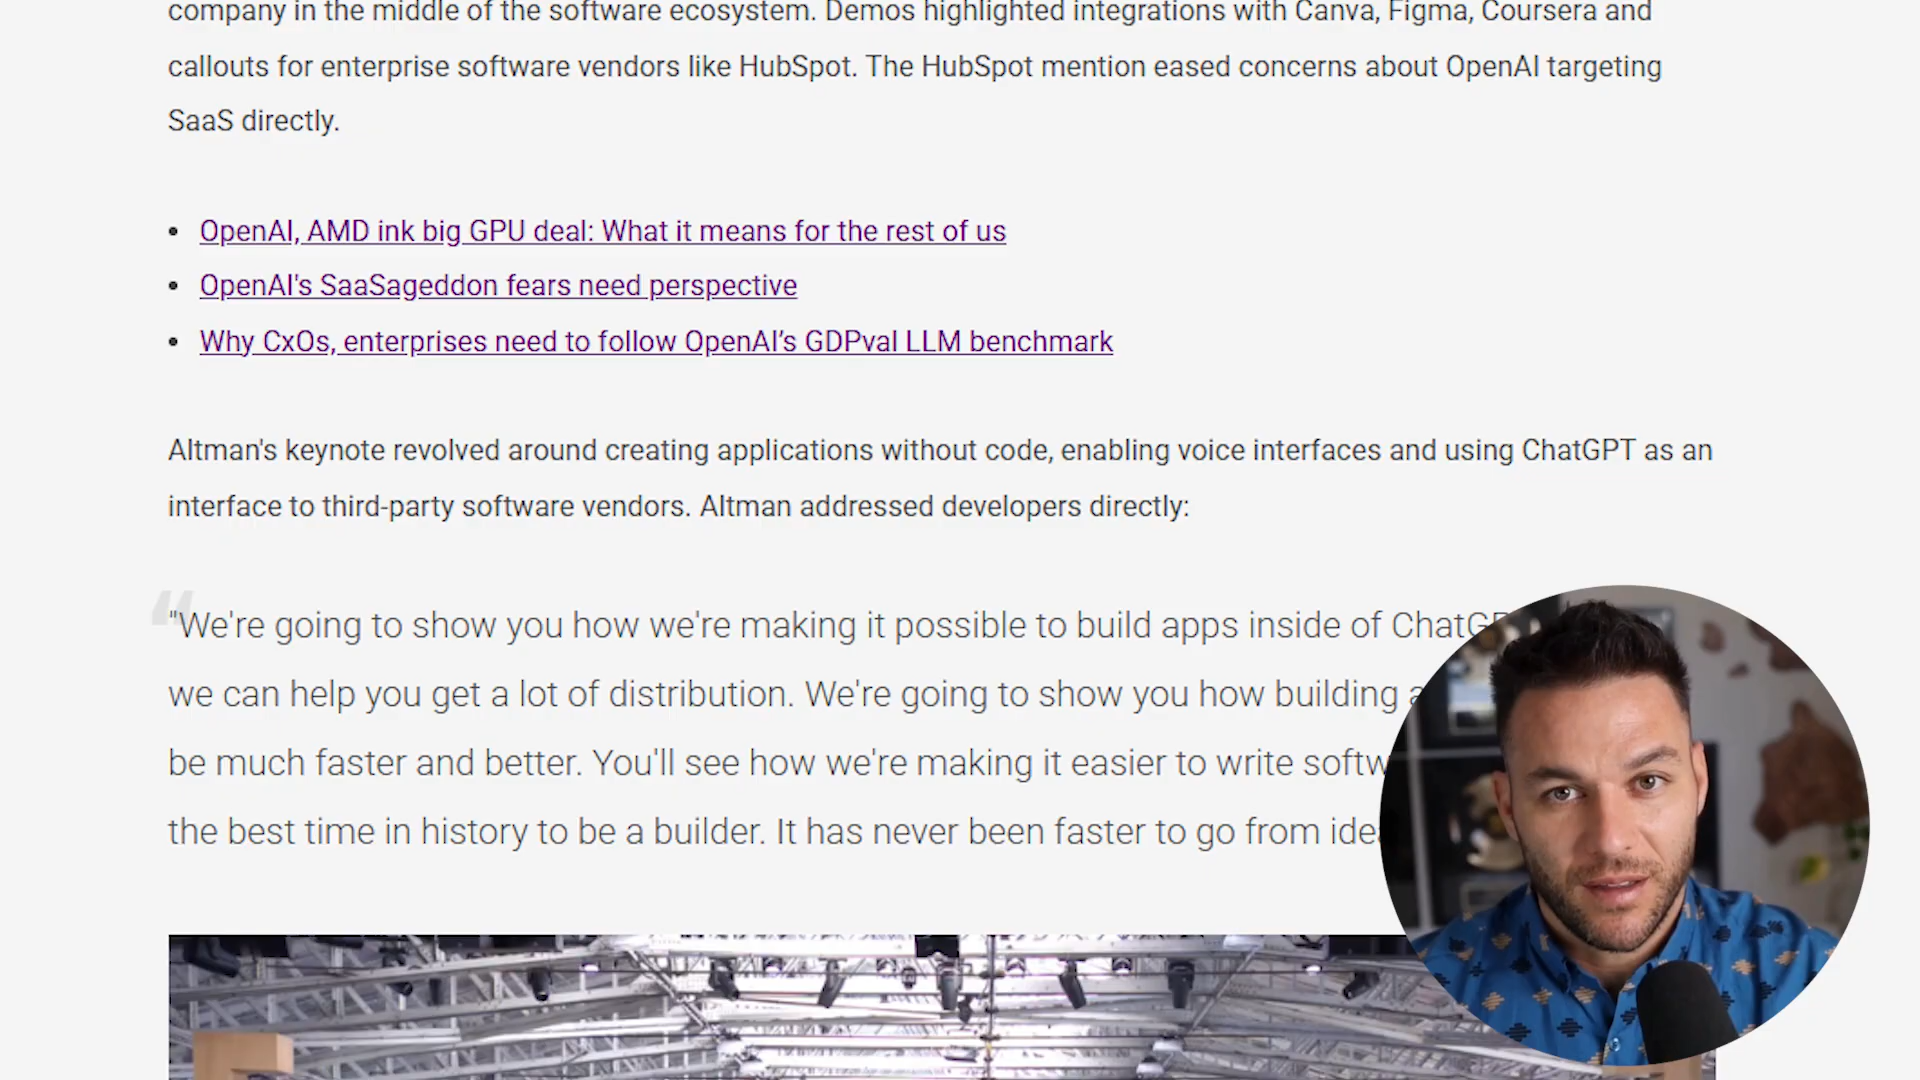 company in the middle of the software ecosystem. Demos highlighted integrations with Canva, Figma, Coursera and
callouts for enterprise software vendors like HubSpot. The HubSpot mention eased concerns about OpenAI targeting
SaaS directly.
• OpenAI, AMD ink big GPU deal: What it means for the rest of us
• OpenAI's SaaSageddon fears need perspective
• Why CxOs, enterprises need to follow OpenAI’s GDPval LLM benchmark
Altman's keynote revolved around creating applications without code, enabling voice interfaces and using ChatGPT as an
interface to third-party software vendors. Altman addressed developers directly:
"We're going to show you how we're making it possible to build apps inside of
we can help you get a lot of distribution. We're going to show you how building
be much faster and better. You'll see how we're making it easier to write
the best time in history to be a builder. It has never been faster to go from